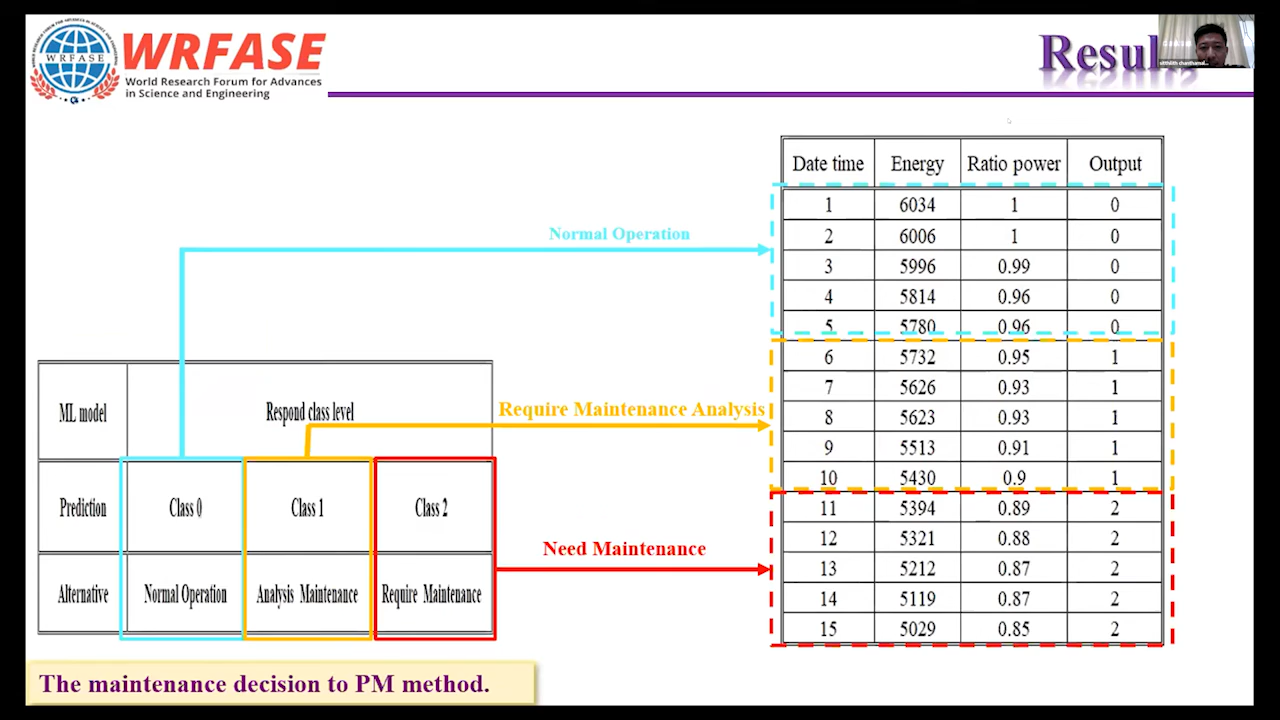 WRFASE
WRFASE
World Research Forum for Advances
in Science and Engineering
Normal Operation
Require Maintenance Analysis
Need Maintenance
ML model Respond class level
Prediction Class 0 Class 1 Class 2
Alternative Normal Operation Analysis Maintenance Require Maintenance
Date time Energy Ratio power Output
1 6034 1 0
2 6006 1 0
3 5996 0.99 0
4 5814 0.96 0
5 5780 0.96 0
6 5732 0.95 1
7 5626 0.93 1
8 5623 0.93 1
9 5513 0.91 1
10 5430 0.9 1
11 5394 0.89 2
12 5321 0.88 2
13 5212 0.87 2
14 5119 0.87 2
15 5029 0.85 2
The maintenance decision to PM method.